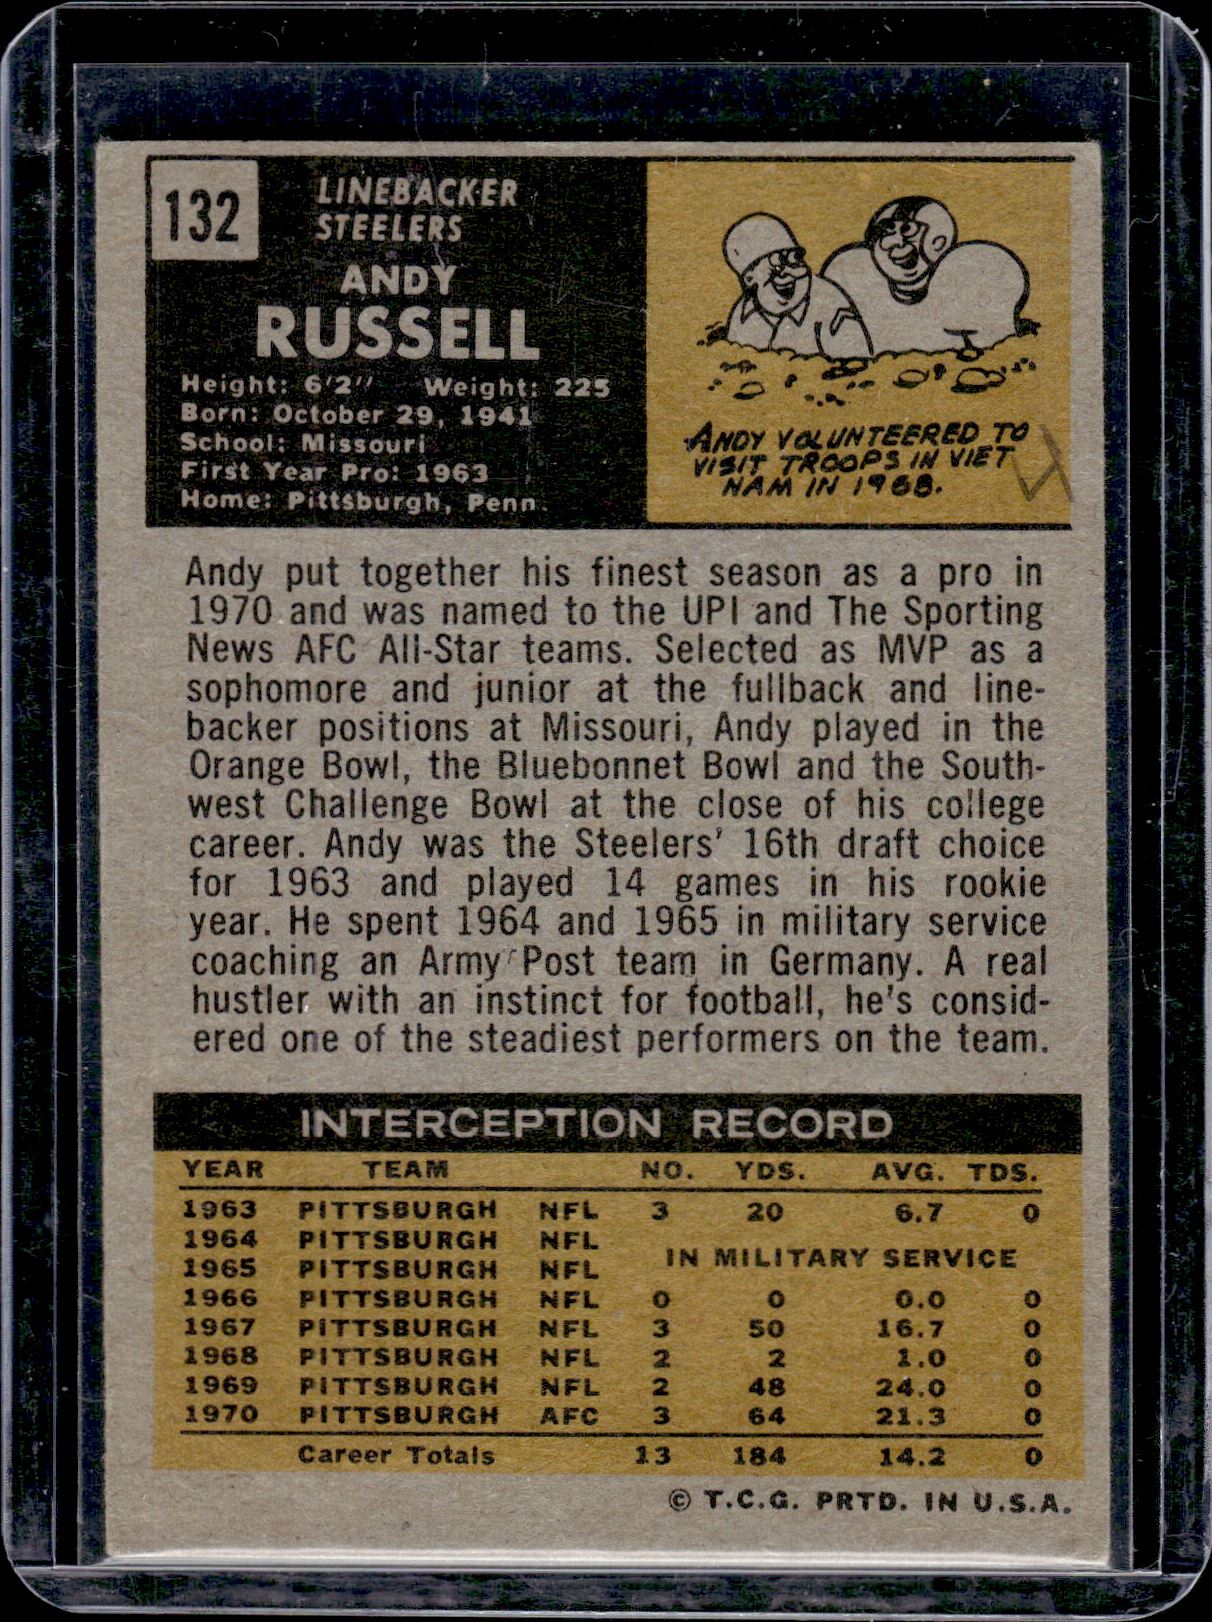 132
LINEBACKER
STEELERS
ANDY
RUSSELL
Height: 6'2" Weight: 225
Born: October 29, 1941
School: Missouri
First Year Pro: 1963
Home: Pittsburgh, Penn.
ANDY VOLUNTEERED TO
VISIT TROOPS IN VIET
NAM IN 1968.
Andy put together his finest season as a pro in
1970 and was named to the UPI and The Sporting
News AFC All-Star teams. Selected as MVP as a
sophomore and junior at the fullback and line-
backer positions at Missouri, Andy played in the
Orange Bowl, the Bluebonnet Bowl and the South-
west Challenge Bowl at the close of his college
career. Andy was the Steelers' 16th draft choice
for 1963 and played 14 games in his rookie
year. He spent 1964 and 1965 in military service
coaching an Army Post team in Germany. A real
hustler with an instinct for football, he's consid-
ered one of the steadiest performers on the team.
INTERCEPTION RECORD
YEAR TEAM NO. YDS. AVG. TDS.
1963 PITTSBURGH NFL 3 20 6.7 0
1964 PITTSBURGH NFL
IN MILITARY SERVICE
1965 PITTSBURGH NFL
1966 PITTSBURGH NFL 0 0 0.0 0
1967 PITTSBURGH NFL 3 50 16.7 0
1968 PITTSBURGH NFL 2 2 1.0 0
1969 PITTSBURGH NFL 2 48 24.0 0
1970 PITTSBURGH AFC 3 64 21.3 0
Career Totals 13 184 14.2 0
© T.C.G. PRTD. IN U.S.A.